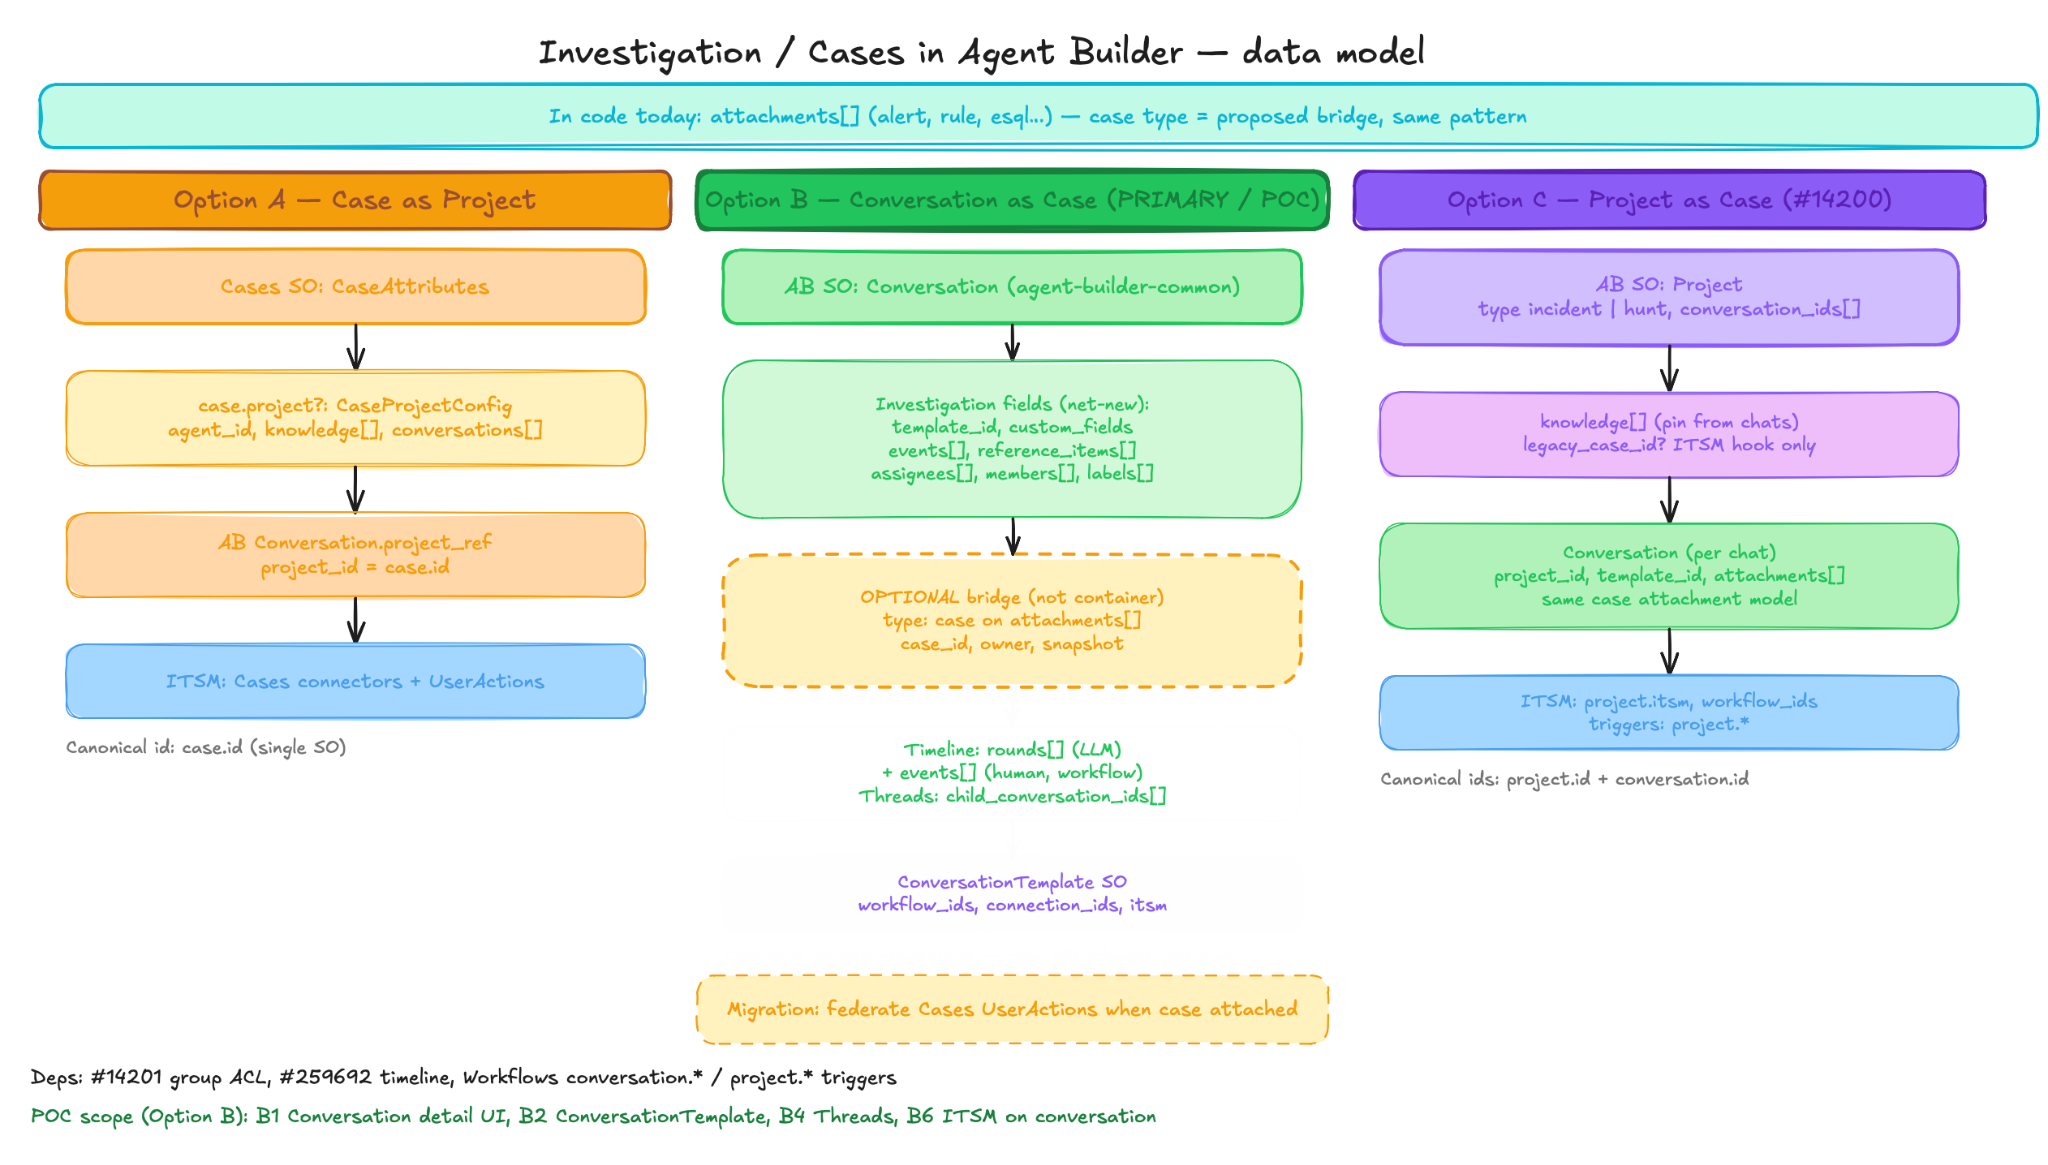 Investigation / Cases in Agent Builder — data model
In code today: attachments[] (alert, rule, esql...) — case type = proposed bridge, same pattern
Option A — Case as Project
Cases SO: CaseAttributes
case.project?: CaseProjectConfig
agent_id, knowledge[], conversations[]
AB Conversation.project_ref
project_id = case.id
ITSM: Cases connectors + UserActions
Canonical id: case.id (single SO)
Option B — Conversation as Case (PRIMARY / POC)
AB SO: Conversation (agent-builder-common)
Investigation fields (net-new):
template_id, custom_fields
events[], reference_items[]
assignees[], members[], labels[]
OPTIONAL bridge (not container)
type: case on attachments[]
case_id, owner, snapshot
Timeline: rounds[] (LLM)
+ events[] (human, workflow)
Threads: child_conversation_ids[]
ConversationTemplate SO
workflow_ids, connection_ids, itsm
Migration: federate Cases UserActions when case attached
Option C — Project as Case (#14200)
AB SO: Project
type incident | hunt, conversation_ids[]
knowledge[] (pin from chats)
legacy_case_id? ITSM hook only
Conversation (per chat)
project_id, template_id, attachments[]
same case attachment model
ITSM: project.itsm, workflow_ids
triggers: project.*
Canonical ids: project.id + conversation.id
Deps: #14201 group ACL, #259692 timeline, Workflows conversation.* / project.* triggers
POC scope (Option B): B1 Conversation detail UI, B2 ConversationTemplate, B4 Threads, B6 ITSM on conversation